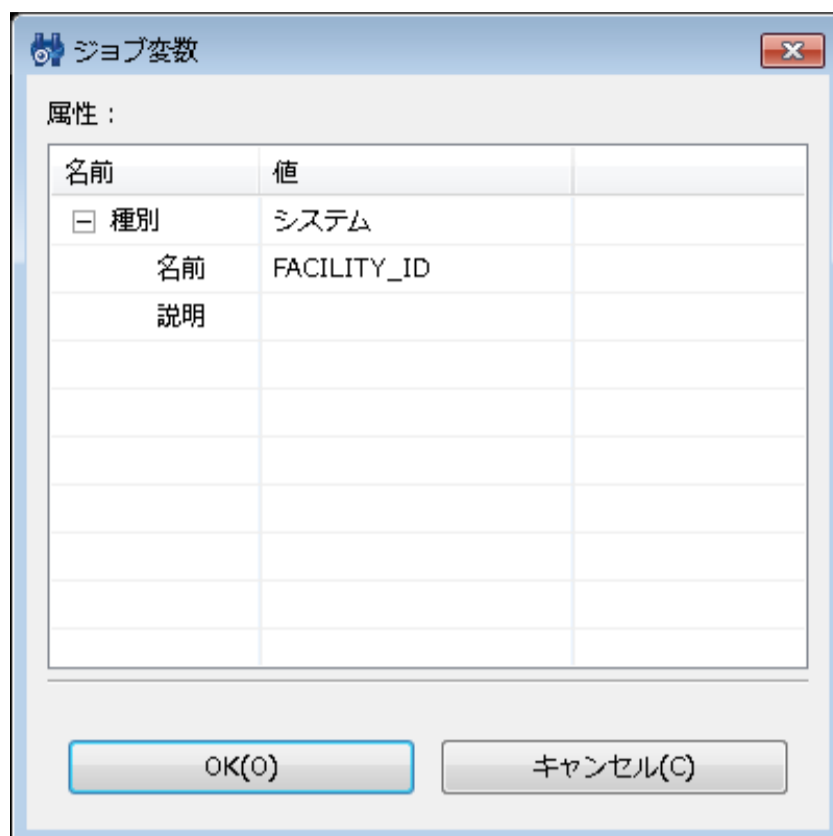 ジョブ変数
属性：
名前 値
種別 システム
名前 FACILITY_ID
説明
OK(O) キャンセル(C)